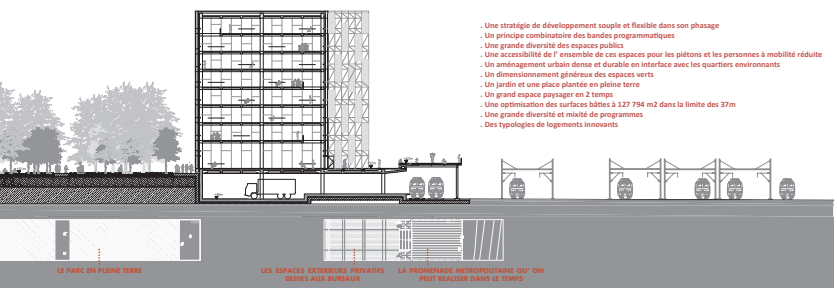 . Une stratégie de développement souple et flexible dans son phasage
. Un principe combinatoire des bandes programmatiques
. Une grande diversité des espaces publics
. Une accessibilité de l' ensemble de ces espaces pour les piétons et les personnes à mobilité réduite
. Un aménagement urbain dense et durable en interface avec les quartiers environnants
. Un dimensionnement généreux des espaces verts
. Un jardin et une place plantée en pleine terre
. Un grand espace paysager en 2 temps
. Une optimisation des surfaces bâties à 127 794 m2 dans la limite des 37m
. Une grande diversité et mixité de programmes
. Des typologies de logements innovants
LE PARC EN PLEINE TERRE
LES ESPACES EXTERIEURS PRIVATIFS
DEDIES AUX BUREAUX
LA PROMENADE METROPOLITAINE QU' ON
PEUT REALISER DANS LE TEMPS